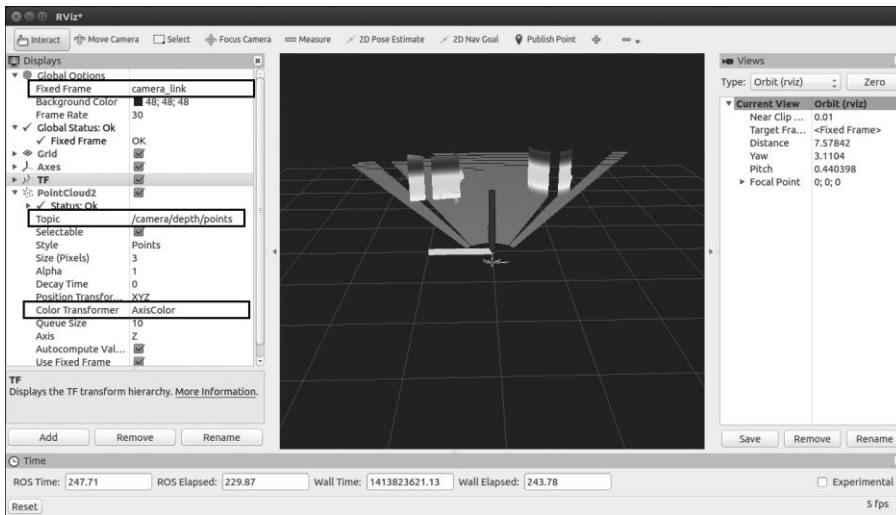 RViz*
Interact Move Camera Select Focus Camera Measure 2D Pose Estimate 2D Nav Goal Publish Point
Displays
Global Options
Fixed Frame camera_link
Background Color 48; 48; 48
Frame Rate 30
Global Status: Ok
Fixed Frame OK
Grid
Axes
TF
PointCloud2
Status: Ok
Topic /camera/depth/points
Selectable
Style Points
Size (Pixels) 3
Alpha 1
Decay Time 0
Position Transfor... XYZ
Color Transformer AxisColor
Queue Size 10
Axis Z
Autocompute Val...
Use Fixed Frame
TF
Displays the TF transform hierarchy. More Information.
Add Remove Rename
Views
Type: Orbit (rviz) Zero
Current View Orbit (rviz)
Near Clip ... 0.01
Target Fra... <Fixed Frame>
Distance 7.57842
Yaw 3.1104
Pitch 0.440398
Focal Point 0; 0; 0
Save Remove Rename
Time
ROS Time: 247.71 ROS Elapsed: 229.87 Wall Time: 1413823621.13 Wall Elapsed: 243.78 Experimental
Reset 5 fps